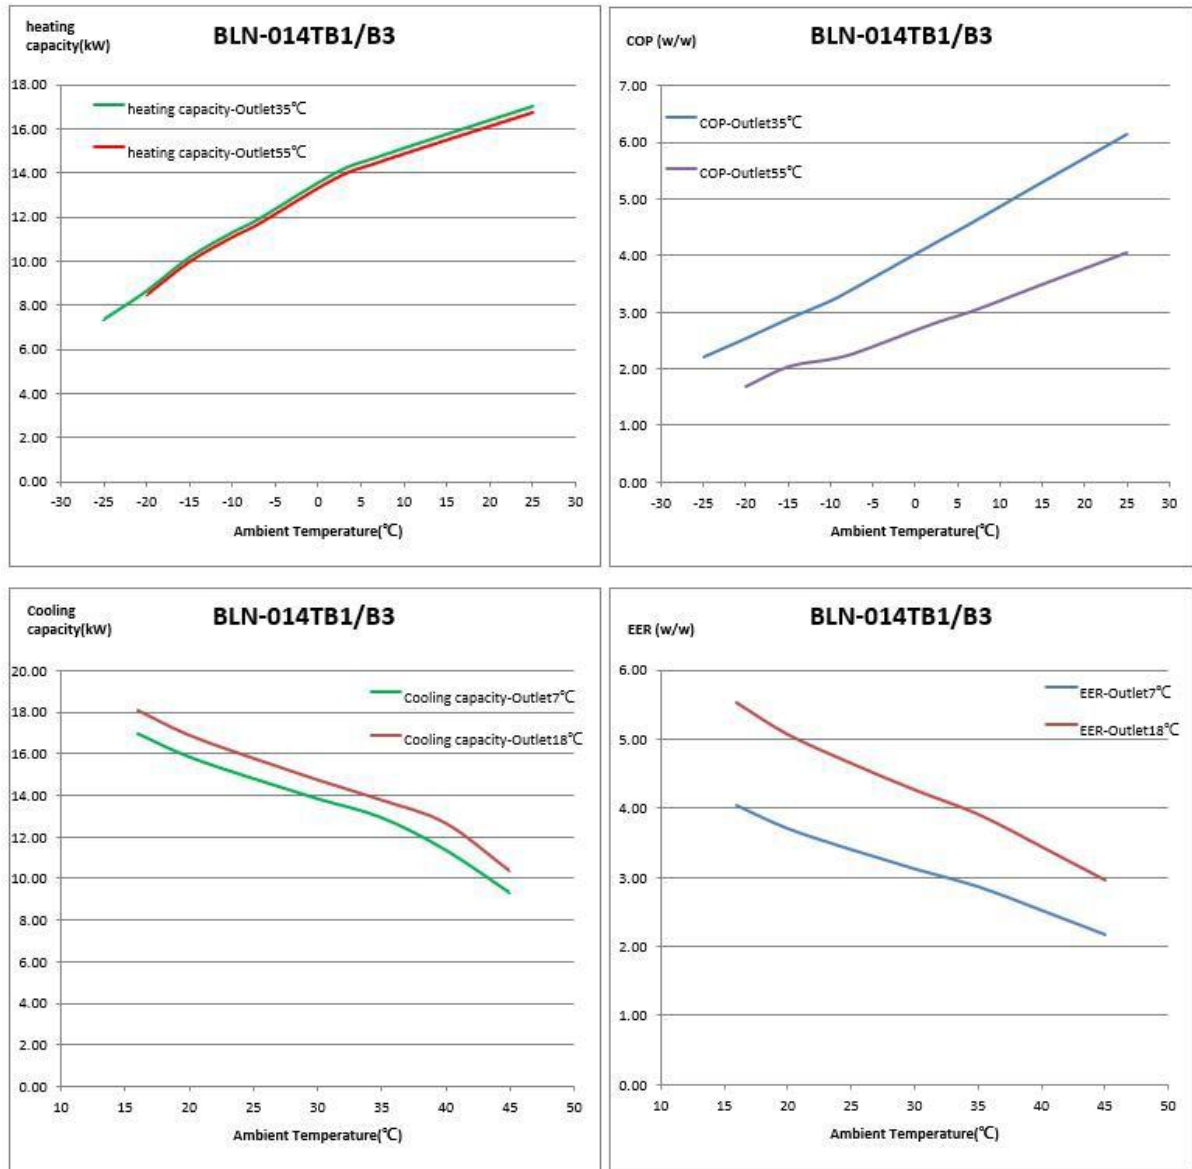 heating
capacity(kW)
BLN-014TB1/B3
18.00
heating capacity-Outlet35℃
16.00
heating capacity-Outlet55℃
14.00
12.00
10.00
8.00
6.00
4.00
2.00
0.00
-30 -25 -20 -15 -10 -5 0 5 10 15 20 25 30
Ambient Temperature(℃)
COP (w/w)
BLN-014TB1/B3
7.00
COP-Outlet35℃
6.00
COP-Outlet55℃
5.00
4.00
3.00
2.00
1.00
0.00
-30 -25 -20 -15 -10 -5 0 5 10 15 20 25 30
Ambient Temperature(℃)
Cooling
capacity(kW)
BLN-014TB1/B3
20.00
Cooling capacity-Outlet7℃
18.00
Cooling capacity-Outlet18℃
16.00
14.00
12.00
10.00
8.00
6.00
4.00
2.00
0.00
10 15 20 25 30 35 40 45 50
Ambient Temperature(℃)
EER (w/w)
BLN-014TB1/B3
6.00
EER-Outlet7℃
EER-Outlet18℃
5.00
4.00
3.00
2.00
1.00
0.00
10 15 20 25 30 35 40 45 50
Ambient Temperature(℃)